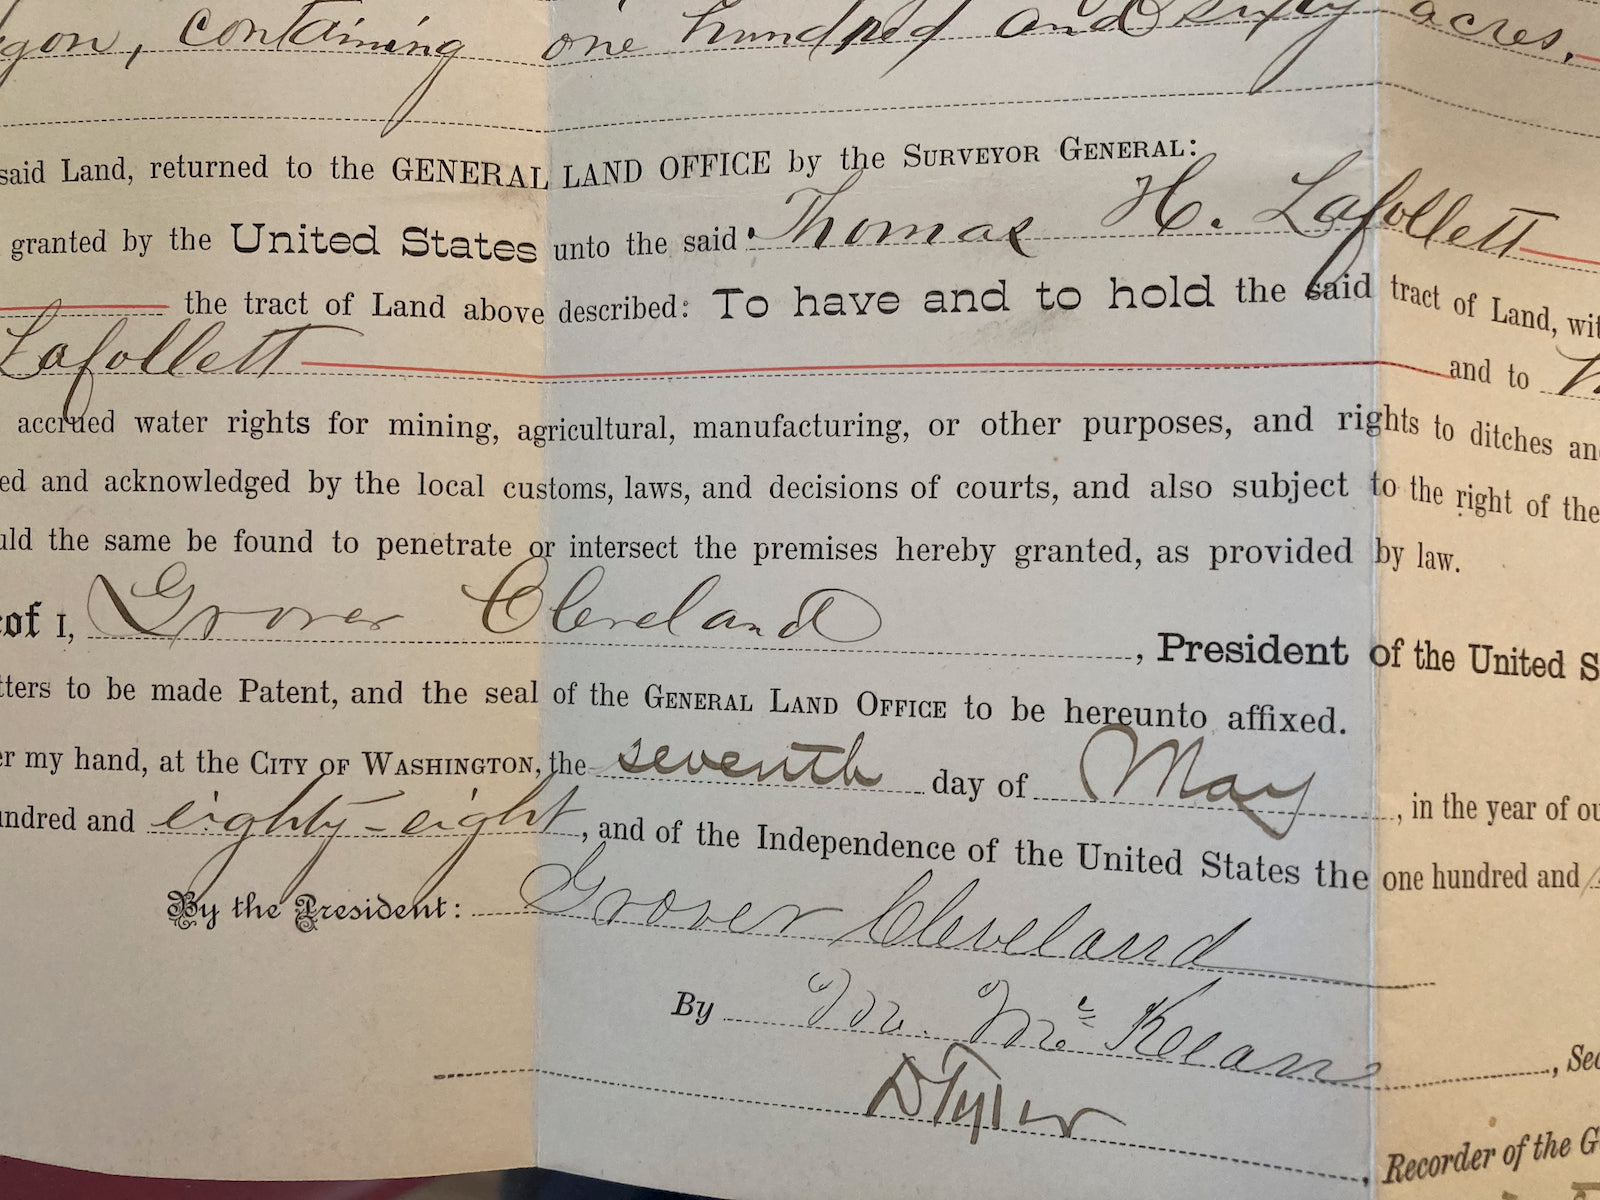 gon, containing one hundred and sixty acres,
said Land, returned to the GENERAL LAND OFFICE by the SURVEYOR GENERAL:
granted by the United States unto the said Thomas H. Lafollett
the tract of Land above described: To have and to hold the said tract of Land, wit
Lafollett and to
accrued water rights for mining, agricultural, manufacturing, or other purposes, and rights to ditches an
ed and acknowledged by the local customs, laws, and decisions of courts, and also subject to the right of the
uld the same be found to penetrate or intersect the premises hereby granted, as provided by law.
eof I, Grover Cleveland, President of the United S
tters to be made Patent, and the seal of the GENERAL LAND OFFICE to be hereunto affixed.
er my hand, at the CITY OF WASHINGTON, the seventh day of May, in the year of ou
undred and eighty-eight, and of the Independence of the United States the one hundred and
By the President: Grover Cleveland
By M. McKean, Sec
D Tyler
Recorder of the G